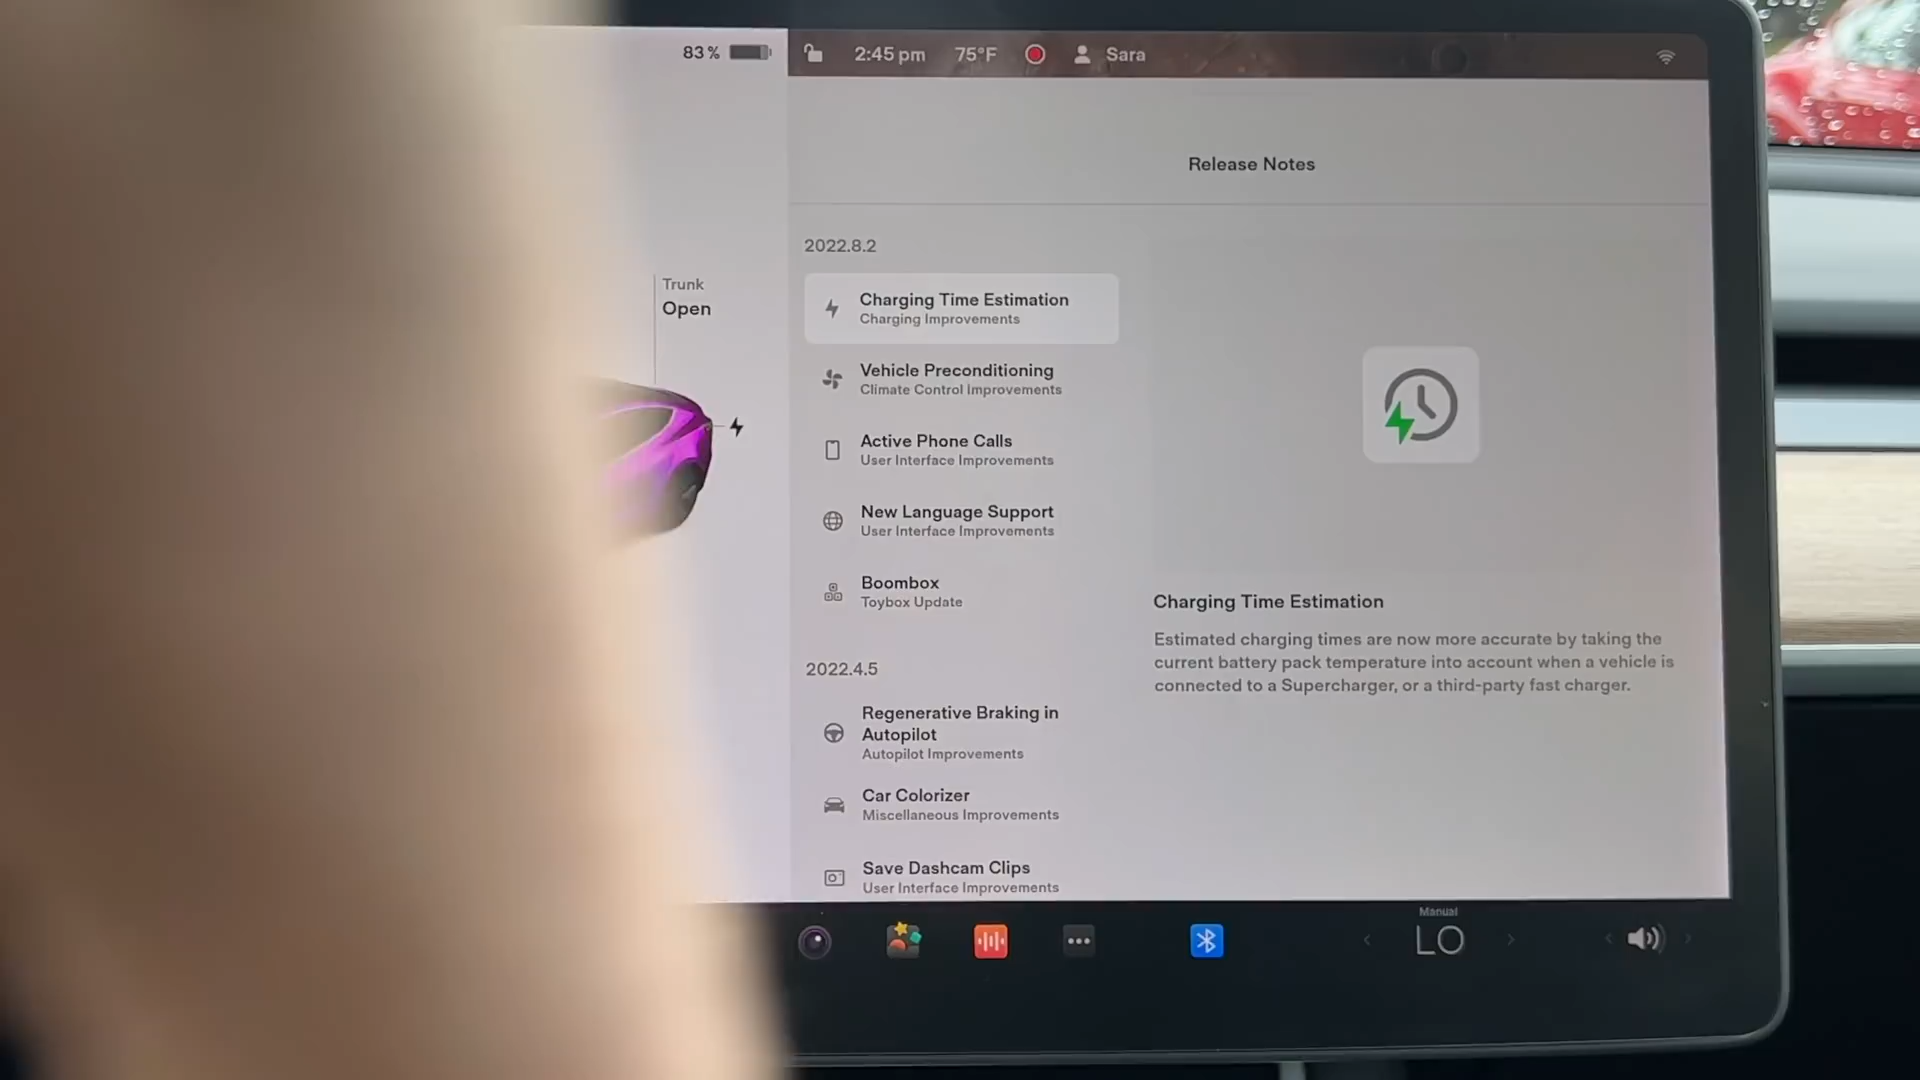 83 %
2:45 pm
75°F
Sara
Release Notes
Trunk
Open
2022.8.2
Charging Time Estimation
Charging Improvements
Vehicle Preconditioning
Climate Control Improvements
Active Phone Calls
User Interface Improvements
New Language Support
User Interface Improvements
Boombox
Toybox Update
2022.4.5
Regenerative Braking in
Autopilot
Autopilot Improvements
Car Colorizer
Miscellaneous Improvements
Save Dashcam Clips
User Interface Improvements
Charging Time Estimation
Estimated charging times are now more accurate by taking the
current battery pack temperature into account when a vehicle is
connected to a Supercharger, or a third-party fast charger.
Manual
LO